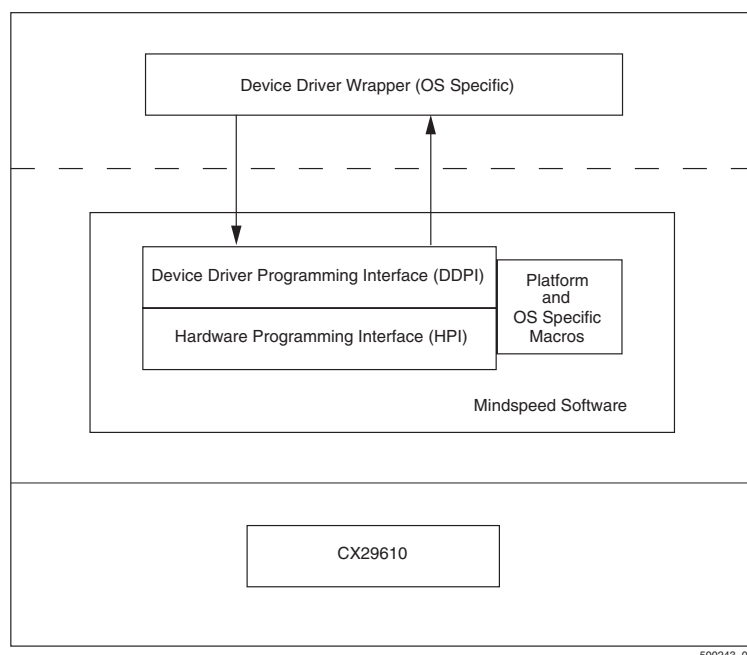 Device Driver Wrapper (OS Specific)
Device Driver Programming Interface (DDPI)
Hardware Programming Interface (HPI)
Platform
and
OS Specific
Macros
Mindspeed Software
CX29610